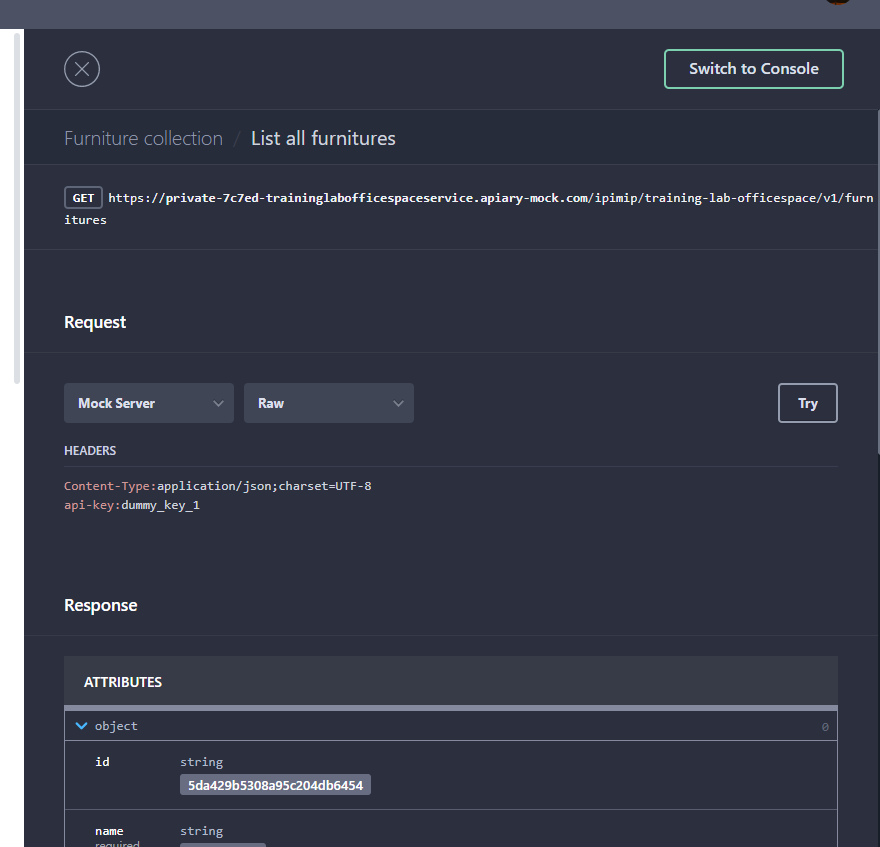 Switch to Console
Furniture collection / List all furnitures
GET https://private-7c7ed-traininglabofficespaceservice.apiary-mock.com/ipimip/training-lab-officespace/v1/furn
itures
Request
Mock Server Raw Try
HEADERS
Content-Type:application/json;charset=UTF-8
api-key:dummy_key_1
Response
ATTRIBUTES
object 0
id string
5da429b5308a95c204db6454
name string
required